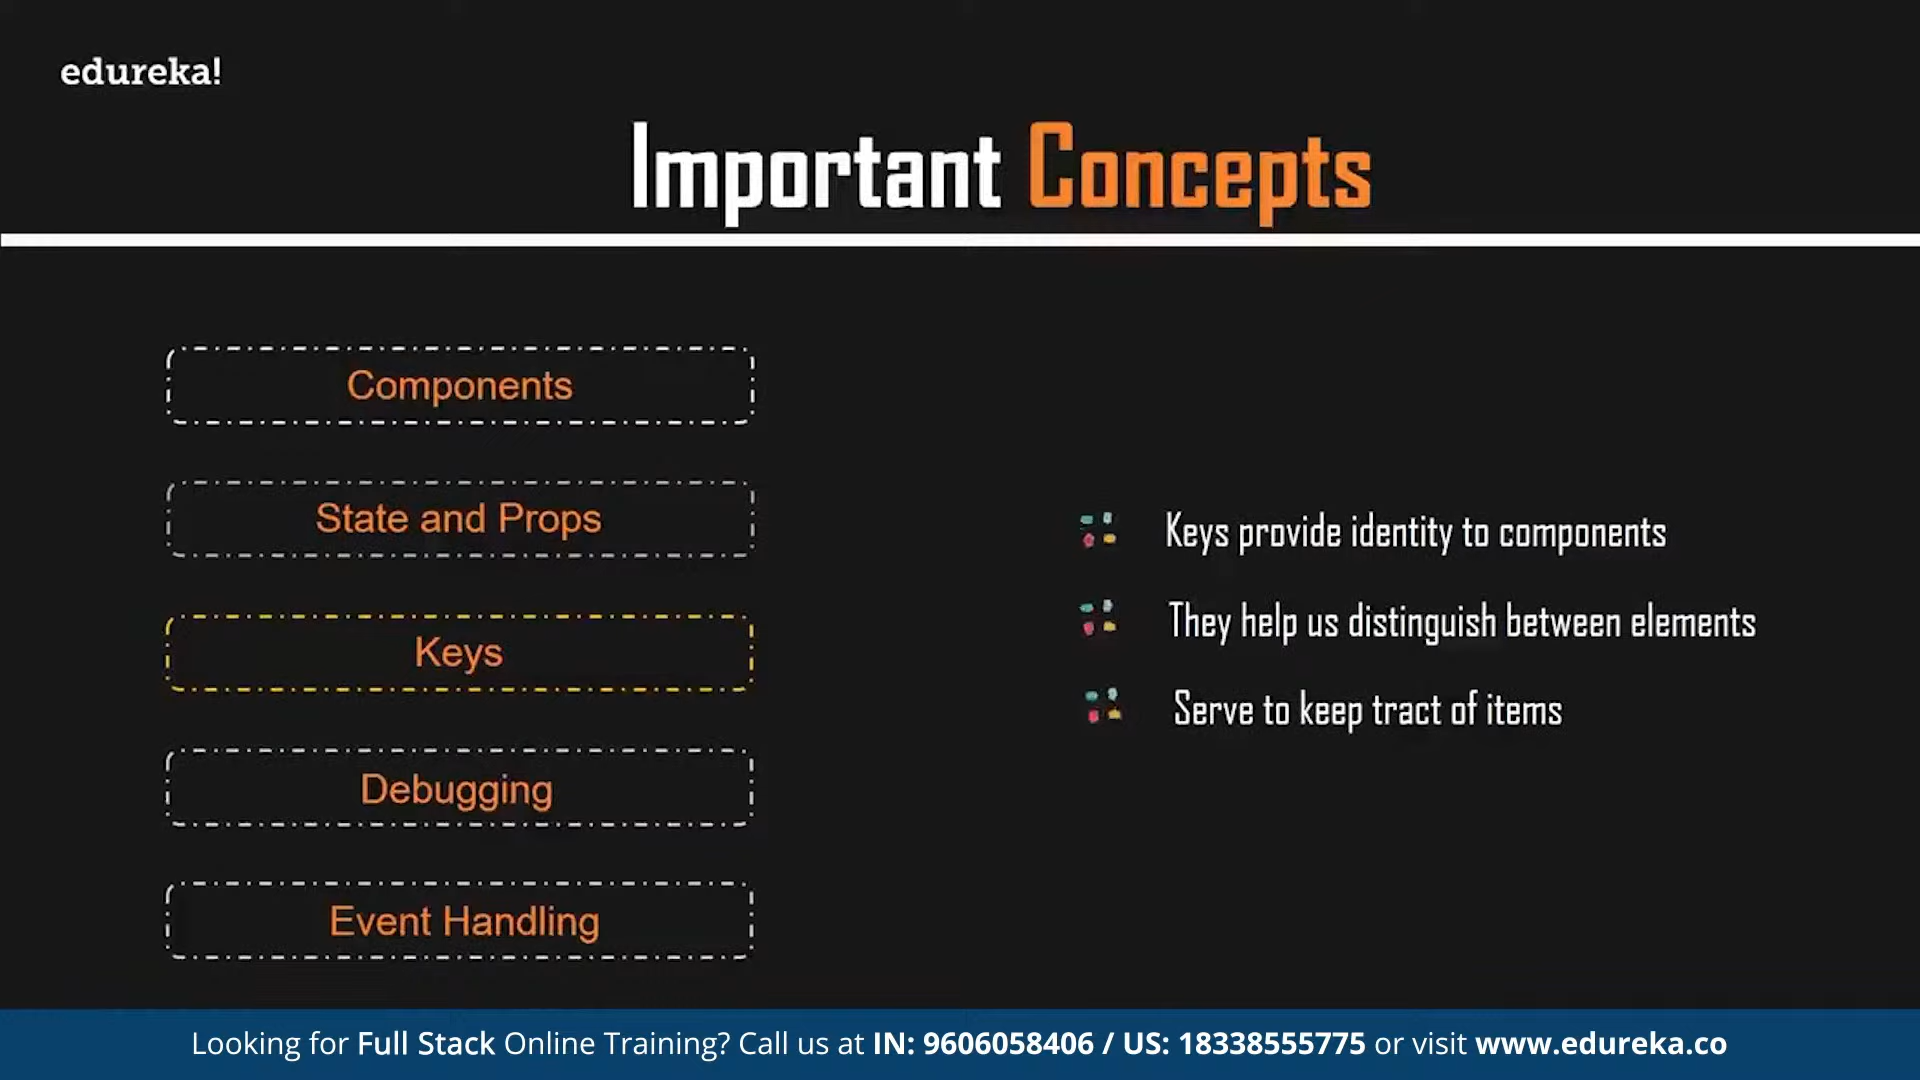 edureka!
Important Concepts
Components
State and Props
Keys
Debugging
Event Handling
Keys provide identity to components
They help us distinguish between elements
Serve to keep tract of items
Looking for Full Stack Online Training? Call us at IN: 9606058406 / US: 18338555775 or visit www.edureka.co